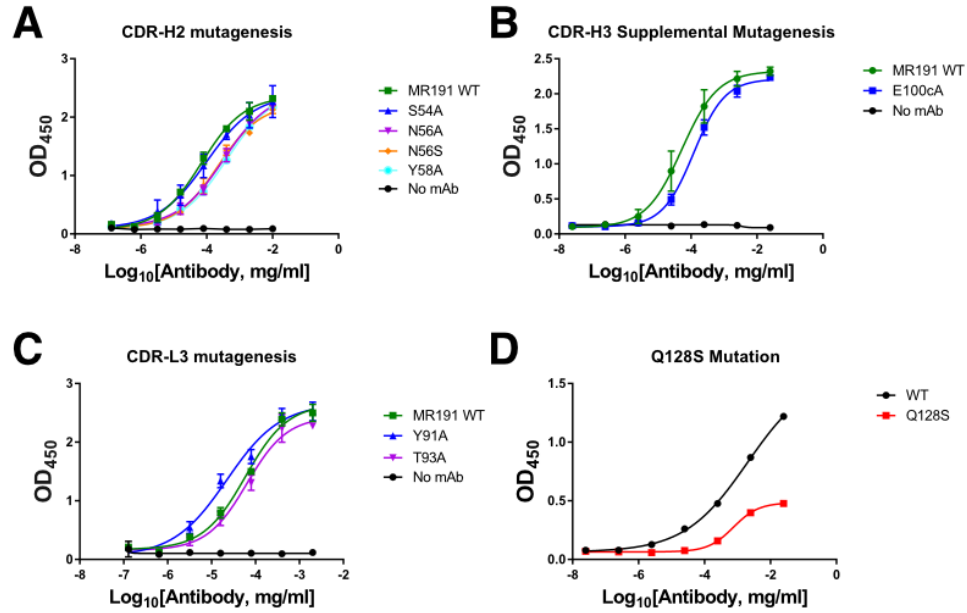 A
CDR-H2 mutagenesis
3
2
1
0
OD450
-8
-6
-4
-2
0
Log10[Antibody, mg/ml]
MR191 WT
S54A
N56A
N56S
Y58A
No mAb
B
CDR-H3 Supplemental Mutagenesis
2.5
2.0
1.5
1.0
0.5
0.0
OD450
-8
-6
-4
-2
0
Log10[Antibody, mg/ml]
MR191 WT
E100cA
No mAb
C
CDR-L3 mutagenesis
3
2
1
0
OD450
-7
-6
-5
-4
-3
-2
Log10[Antibody, mg/ml]
MR191 WT
Y91A
T93A
No mAb
D
Q128S Mutation
1.5
1.0
0.5
0.0
OD450
-8
-6
-4
-2
0
Log10[Antibody, mg/ml]
WT
Q128S